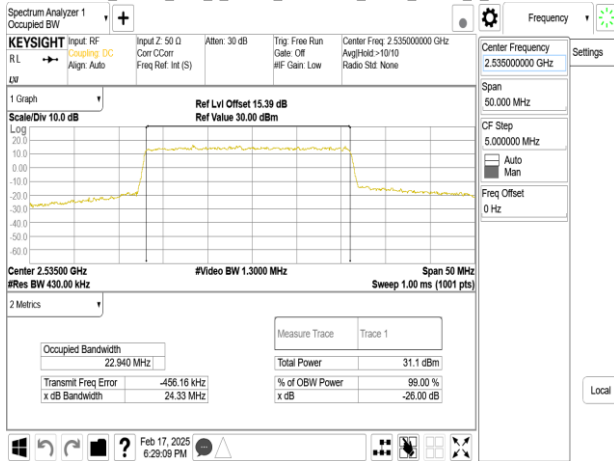 Spectrum Analyzer 1
Occupied BW
Frequency
KEYSIGHT
RL
Input: RF
Coupling: DC
Align: Auto
Input Z: 50 Ω
Corr CCorr
Freq Ref: Int (S)
Atten: 30 dB
Trig: Free Run
Gate: Off
#IF Gain: Low
Center Freq: 2.535000000 GHz
Avg|Hold:>10/10
Radio Std: None
LXI
1 Graph
Scale/Div 10.0 dB
Ref Lvl Offset 15.39 dB
Ref Value 30.00 dBm
Log
20.0
10.0
0.00
-10.0
-20.0
-30.0
-40.0
-50.0
-60.0
Center 2.53500 GHz
#Res BW 430.00 kHz
#Video BW 1.3000 MHz
Span 50 MHz
Sweep 1.00 ms (1001 pts)
2 Metrics
Measure Trace Trace 1
Occupied Bandwidth
22.940 MHz
Total Power 31.1 dBm
Transmit Freq Error -456.16 kHz
% of OBW Power 99.00 %
x dB Bandwidth 24.33 MHz
x dB -26.00 dB
Feb 17, 2025
6:29:09 PM
Center Frequency
2.535000000 GHz
Settings
Span
50.000 MHz
CF Step
5.000000 MHz
Auto
Man
Freq Offset
0 Hz
Local